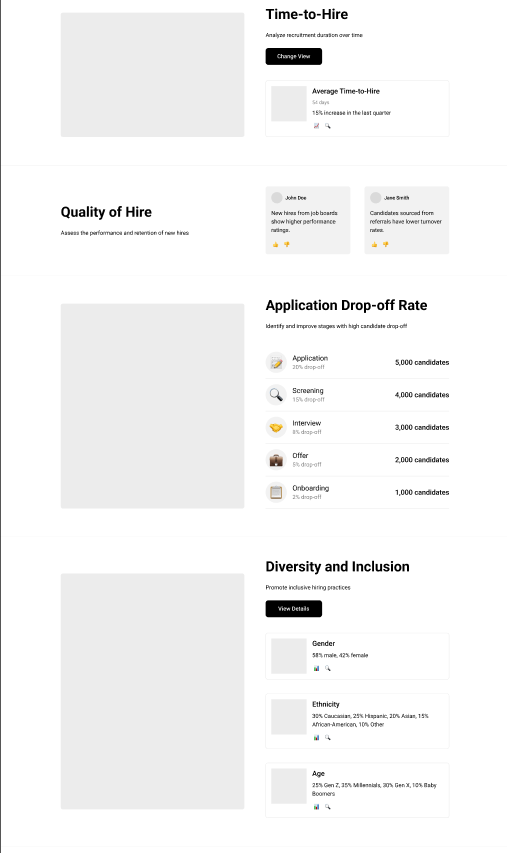 Time-to-Hire
Analyze recruitment duration over time
Change View
Average Time-to-Hire
54 days
15% increase in the last quarter
Quality of Hire
Assess the performance and retention of new hires
John Doe
New hires from job boards
show higher performance
ratings.
Jane Smith
Candidates sourced from
referrals have lower turnover
rates.
Application Drop-off Rate
Identify and improve stages with high candidate drop-off
Application
20% drop-off
5,000 candidates
Screening
15% drop-off
4,000 candidates
Interview
8% drop-off
3,000 candidates
Offer
5% drop-off
2,000 candidates
Onboarding
2% drop-off
1,000 candidates
Diversity and Inclusion
Promote inclusive hiring practices
View Details
Gender
58% male, 42% female
Ethnicity
30% Caucasian, 25% Hispanic, 20% Asian, 15%
African-American, 10% Other
Age
25% Gen Z, 35% Millennials, 30% Gen X, 10% Baby
Boomers